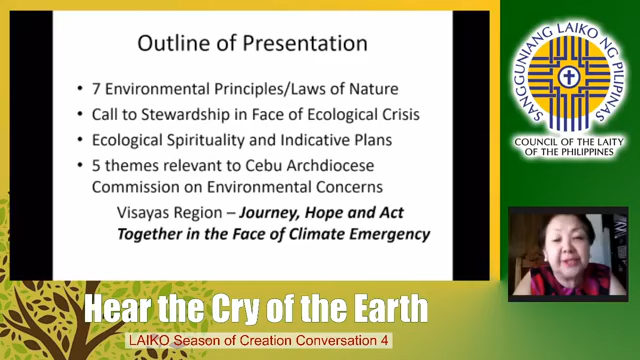 Outline of Presentation
• 7 Environmental Principles/Laws of Nature
• Call to Stewardship in Face of Ecological Crisis
• Ecological Spirituality and Indicative Plans
• 5 themes relevant to Cebu Archdiocese
Commission on Environmental Concerns
Visayas Region – Journey, Hope and Act
Together in the Face of Climate Emergency
SANGGUNIANG LAIKO NG PILIPINAS
COUNCIL OF THE LAITY
OF THE PHILIPPINES
Hear the Cry of the Earth
LAIKO Season of Creation Conversation 4